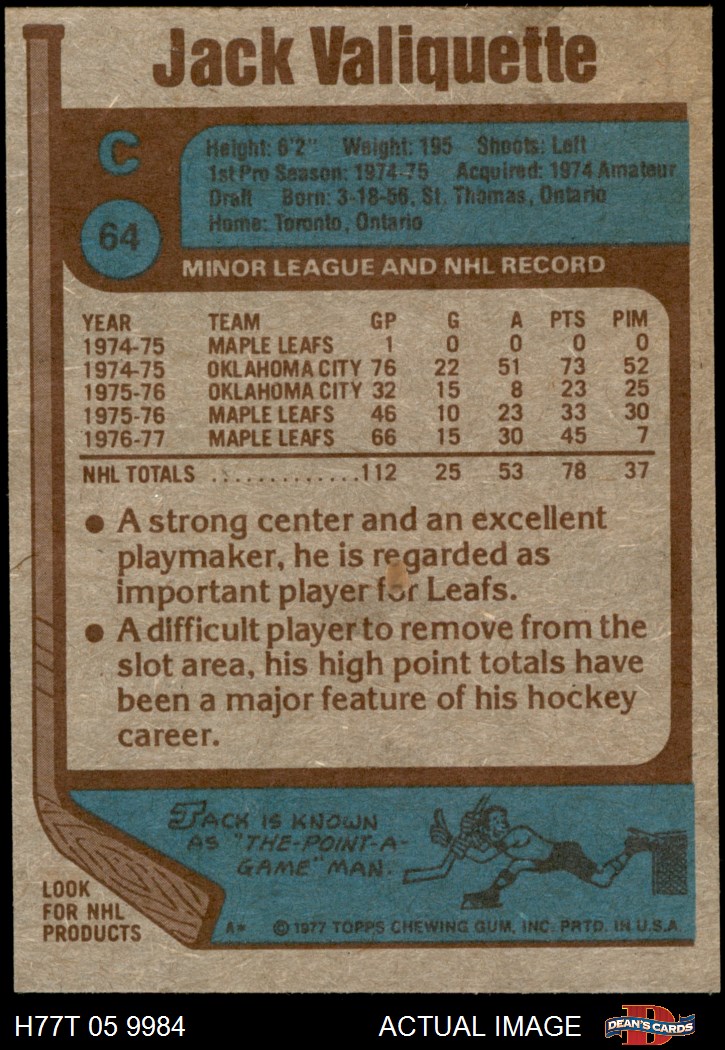 Jack Valiquette
C
64
Height: 6'2" Weight: 195 Shoots: Left
1st Pro Season: 1974-75 Acquired: 1974 Amateur
Draft Born: 3-18-56, St. Thomas, Ontario
Home: Toronto, Ontario
MINOR LEAGUE AND NHL RECORD
YEAR TEAM GP G A PTS PIM
1974-75 MAPLE LEAFS 1 0 0 0 0
1974-75 OKLAHOMA CITY 76 22 51 73 52
1975-76 OKLAHOMA CITY 32 15 8 23 25
1975-76 MAPLE LEAFS 46 10 23 33 30
1976-77 MAPLE LEAFS 66 15 30 45 7
NHL TOTALS .............112 25 53 78 37
● A strong center and an excellent
playmaker, he is regarded as
important player for Leafs.
● A difficult player to remove from the
slot area, his high point totals have
been a major feature of his hockey
career.
JACK IS KNOWN
AS "THE-POINT-A-
GAME" MAN.
LOOK
FOR NHL
PRODUCTS
A* © 1977 TOPPS CHEWING GUM, INC. PRTD. IN U.S.A.
H77T 05 9984 ACTUAL IMAGE D DEAN'S CARDS